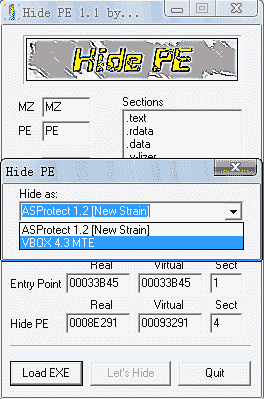 Hide PE 1.1 by...
Hide PE
MZ MZ
Sections
PE PE
.text
.rdata
.data
Hide PE
Hide as:
ASProtect 1.2 [New Strain]
ASProtect 1.2 [New Strain]
VBOX 4.3 MTE
Real Virtual Sect
Entry Point 00033B45 00033B45 1
Real Virtual Sect
Hide PE 0008E291 00093291 4
Load EXE Let's Hide Quit